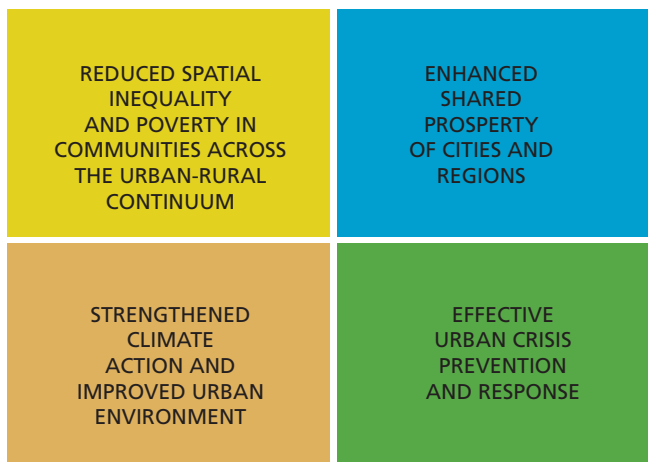 REDUCED SPATIAL
INEQUALITY
AND POVERTY IN
COMMUNITIES ACROSS
THE URBAN-RURAL
CONTINUUM
ENHANCED
SHARED
PROSPERTY
OF CITIES AND
REGIONS
STRENGTHENED
CLIMATE
ACTION AND
IMPROVED URBAN
ENVIRONMENT
EFFECTIVE
URBAN CRISIS
PREVENTION
AND RESPONSE